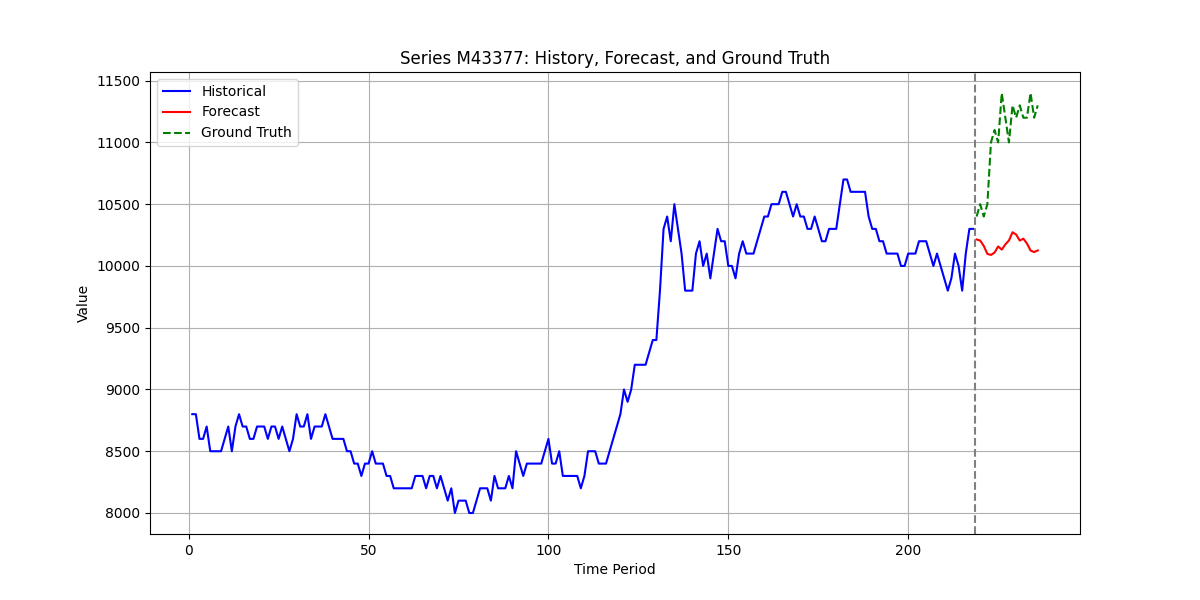 Series M43377: History, Forecast, and Ground Truth
Historical
Forecast
Ground Truth
11500
11000
10500
10000
9500
9000
8500
8000
Value
0 50 100 150 200
Time Period